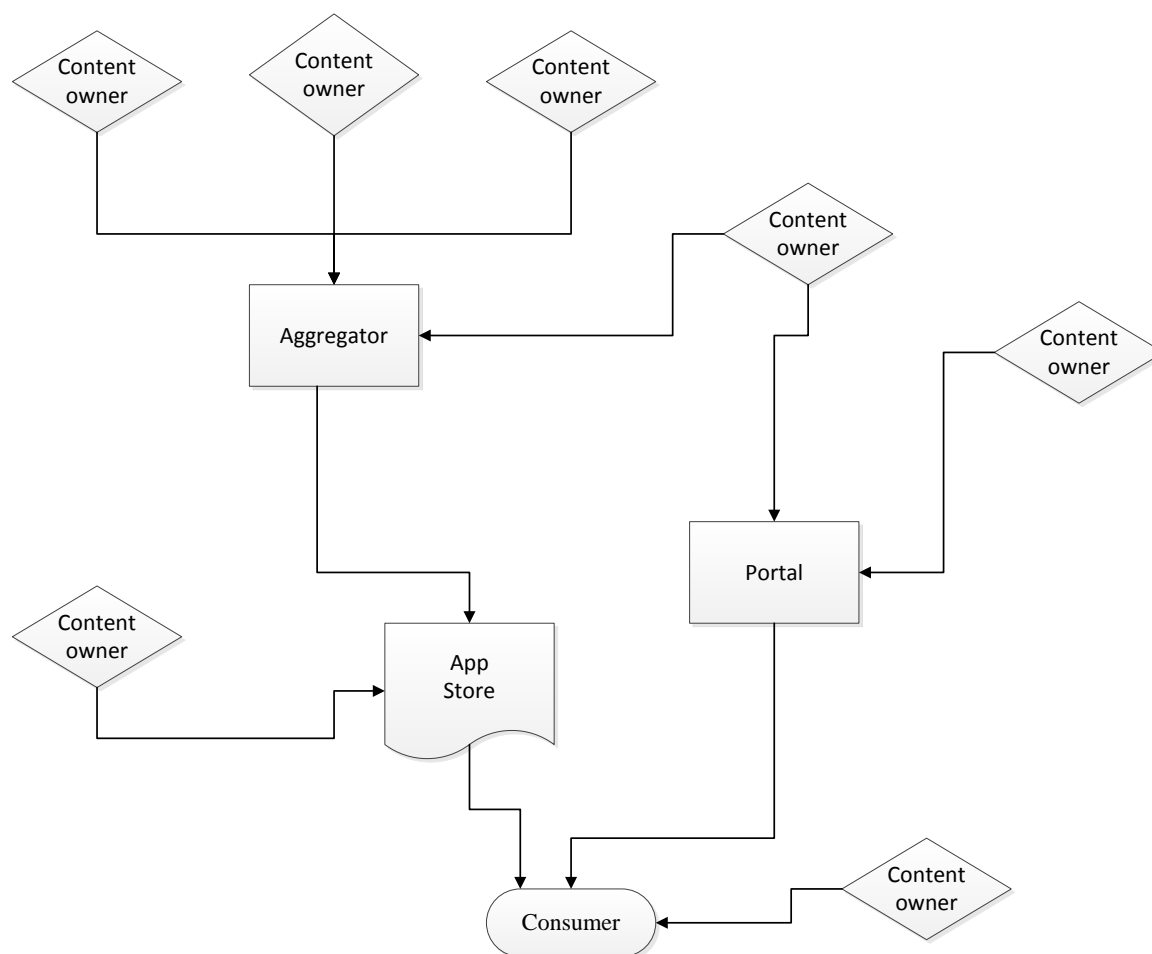 Content
owner
Content
owner
Content
owner
Content
owner
Aggregator
Content
owner
Portal
Content
owner
App
Store
Content
owner
Consumer